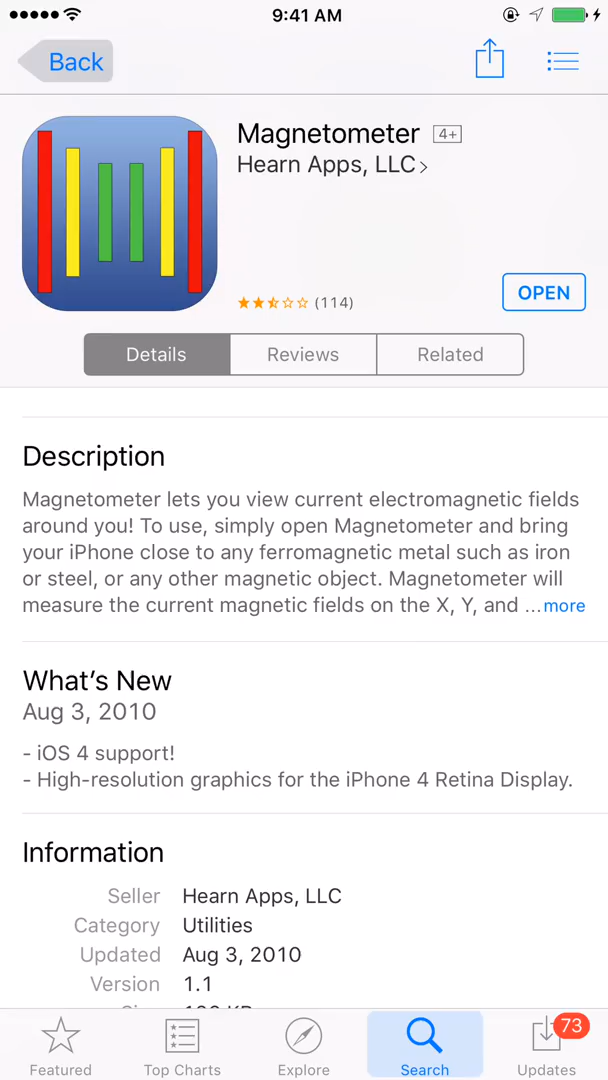 9:41 AM
Back
Magnetometer 4+
Hearn Apps, LLC
(114)
OPEN
Details
Reviews
Related
Description
Magnetometer lets you view current electromagnetic fields
around you! To use, simply open Magnetometer and bring
your iPhone close to any ferromagnetic metal such as iron
or steel, or any other magnetic object. Magnetometer will
measure the current magnetic fields on the X, Y, and ...more
What's New
Aug 3, 2010
- iOS 4 support!
- High-resolution graphics for the iPhone 4 Retina Display.
Information
Seller Hearn Apps, LLC
Category Utilities
Updated Aug 3, 2010
Version 1.1
73
Featured
Top Charts
Explore
Search
Updates